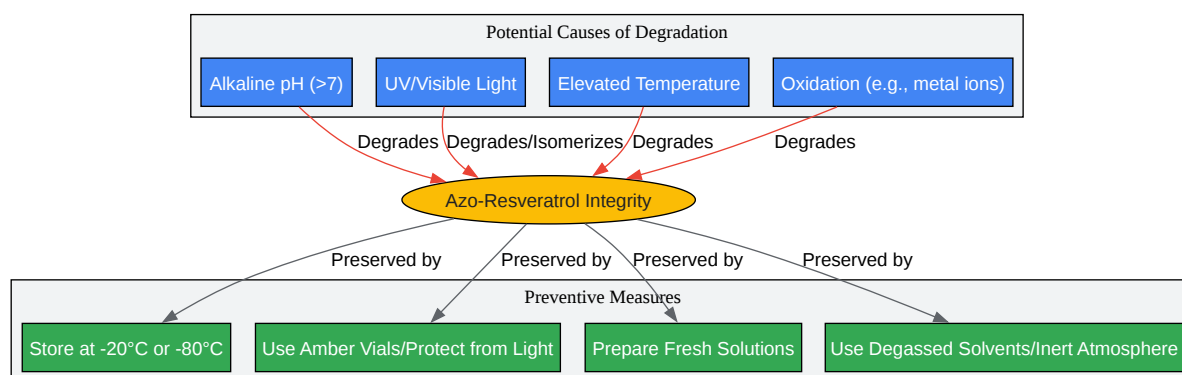 Potential Causes of Degradation
Alkaline pH (>7)
UV/Visible Light
Elevated Temperature
Oxidation (e.g., metal ions)
Degrades
Degrades/Isomerizes
Degrades
Degrades
Azo-Resveratrol Integrity
Preserved by
Preserved by
Preserved by
Preserved by
Preventive Measures
Store at -20°C or -80°C
Use Amber Vials/Protect from Light
Prepare Fresh Solutions
Use Degassed Solvents/Inert Atmosphere